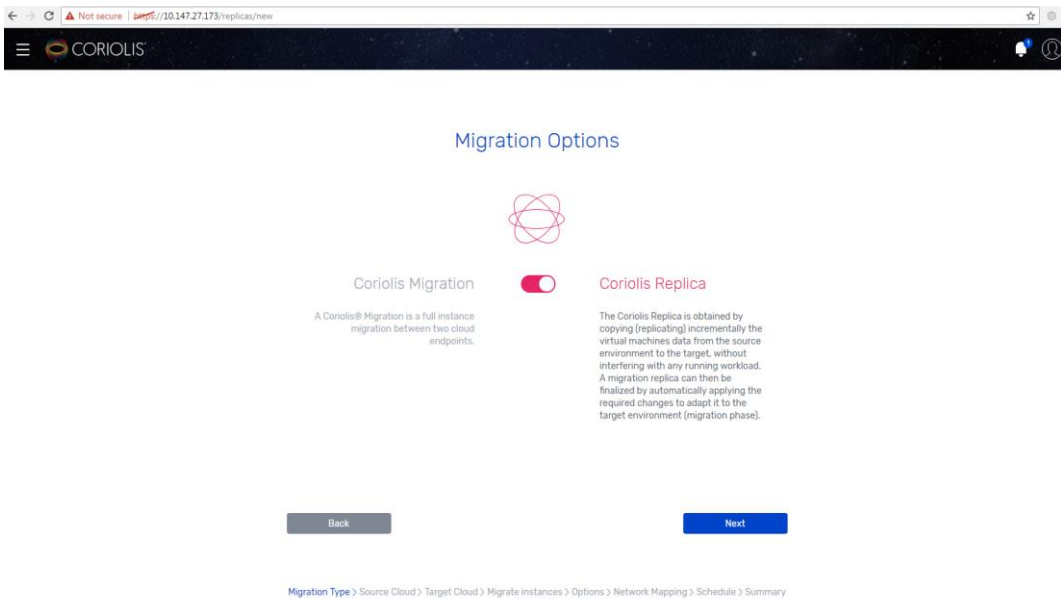 Not secure | https://10.147.27.173/replicas/new
CORIOLIS
1
Migration Options
Coriolis Migration
A Coriolis® Migration is a full instance
migration between two cloud
endpoints.
Coriolis Replica
The Coriolis Replica is obtained by
copying (replicating) incrementally the
virtual machines data from the source
environment to the target, without
interfering with any running workload.
A migration replica can then be
finalized by automatically applying the
required changes to adapt it to the
target environment (migration phase).
Back
Next
Migration Type > Source Cloud > Target Cloud > Migrate instances > Options > Network Mapping > Schedule > Summary